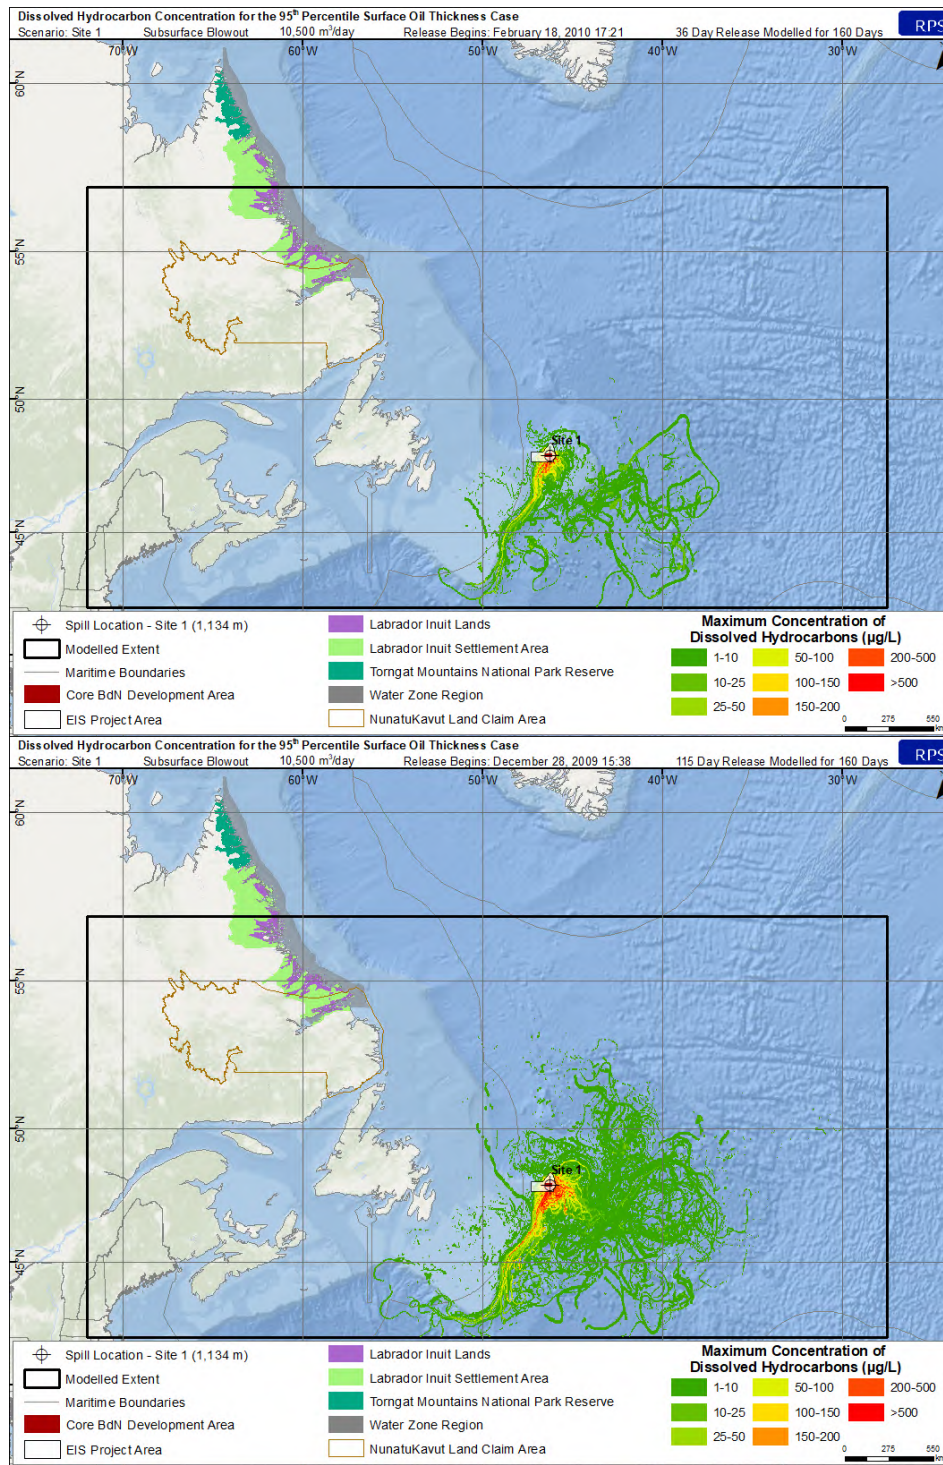 Dissolved Hydrocarbon Concentration for the 95th Percentile Surface Oil Thickness Case
Scenario: Site 1 Subsurface Blowout 10,500 m³/day Release Begins: February 18, 2010 17:21 36 Day Release Modelled for 160 Days
RPS
70°W 60°W 50°W 40°W 30°W
60°N
55°N
50°N
45°N
Site 1
Spill Location - Site 1 (1,134 m)
Modelled Extent
Maritime Boundaries
Core BdN Development Area
EIS Project Area
Labrador Inuit Lands
Labrador Inuit Settlement Area
Torngat Mountains National Park Reserve
Water Zone Region
NunatuKavut Land Claim Area
Maximum Concentration of
Dissolved Hydrocarbons (µg/L)
1-10 50-100 200-500
10-25 100-150 >500
25-50 150-200
0 275 550
km
Dissolved Hydrocarbon Concentration for the 95th Percentile Surface Oil Thickness Case
Scenario: Site 1 Subsurface Blowout 10,500 m³/day Release Begins: December 28, 2009 15:38 115 Day Release Modelled for 160 Days
RPS
70°W 60°W 50°W 40°W 30°W
60°N
55°N
50°N
45°N
Site 1
Spill Location - Site 1 (1,134 m)
Modelled Extent
Maritime Boundaries
Core BdN Development Area
EIS Project Area
Labrador Inuit Lands
Labrador Inuit Settlement Area
Torngat Mountains National Park Reserve
Water Zone Region
NunatuKavut Land Claim Area
Maximum Concentration of
Dissolved Hydrocarbons (µg/L)
1-10 50-100 200-500
10-25 100-150 >500
25-50 150-200
0 275 550
km